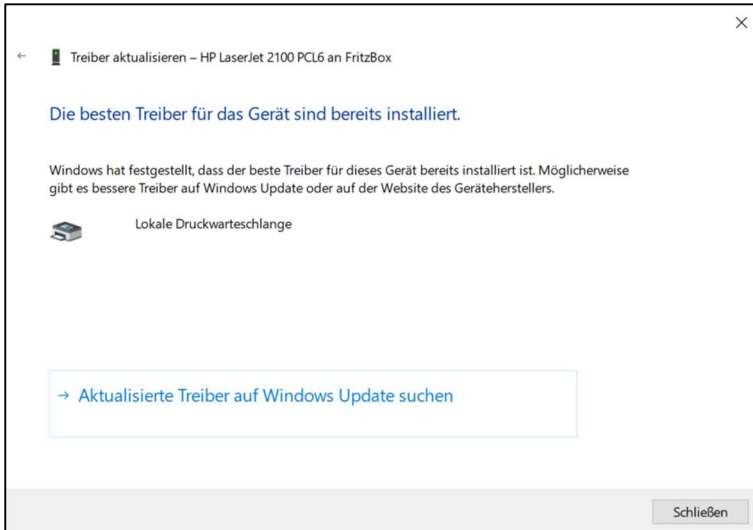 Treiber aktualisieren – HP LaserJet 2100 PCL6 an FritzBox
Die besten Treiber für das Gerät sind bereits installiert.
Windows hat festgestellt, dass der beste Treiber für dieses Gerät bereits installiert ist. Möglicherweise
gibt es bessere Treiber auf Windows Update oder auf der Website des Geräteherstellers.
Lokale Druckwarteschlange
Aktualisierte Treiber auf Windows Update suchen
Schließen